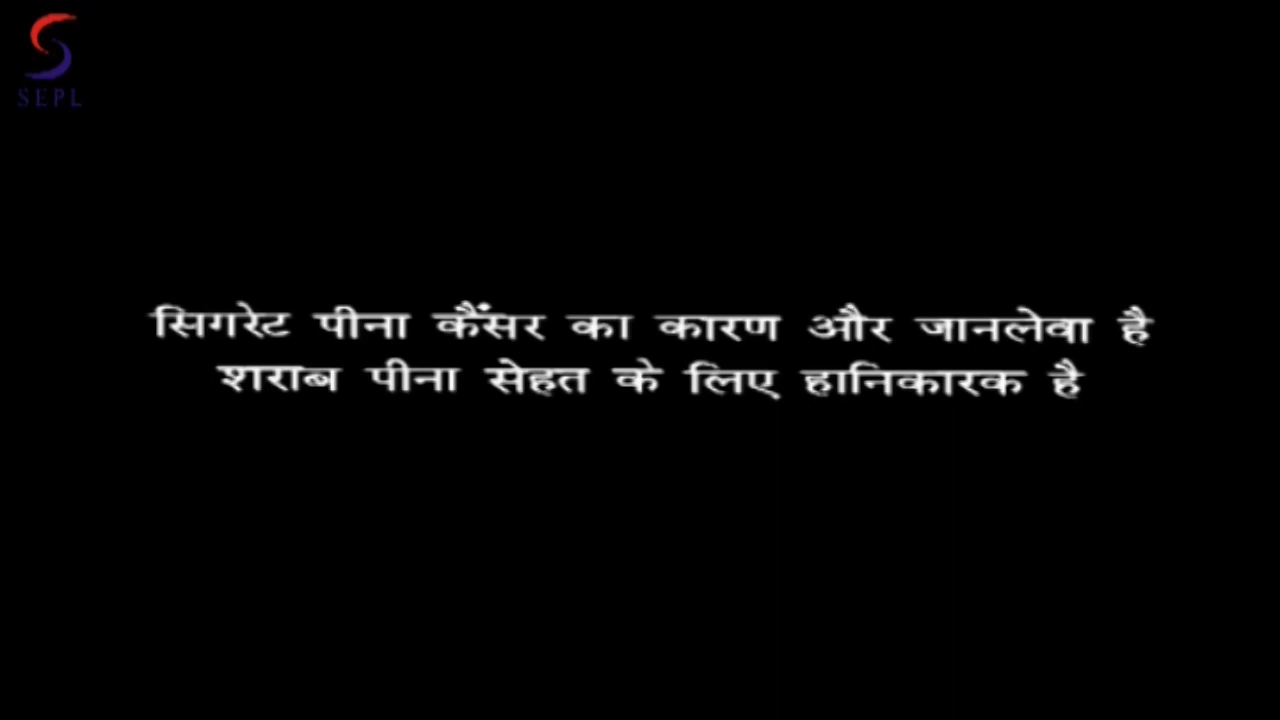 SEPL
सिगरेट पीना कैंसर का कारण और जानलेवा है
शराब पीना सेहत के लिए हानिकारक है